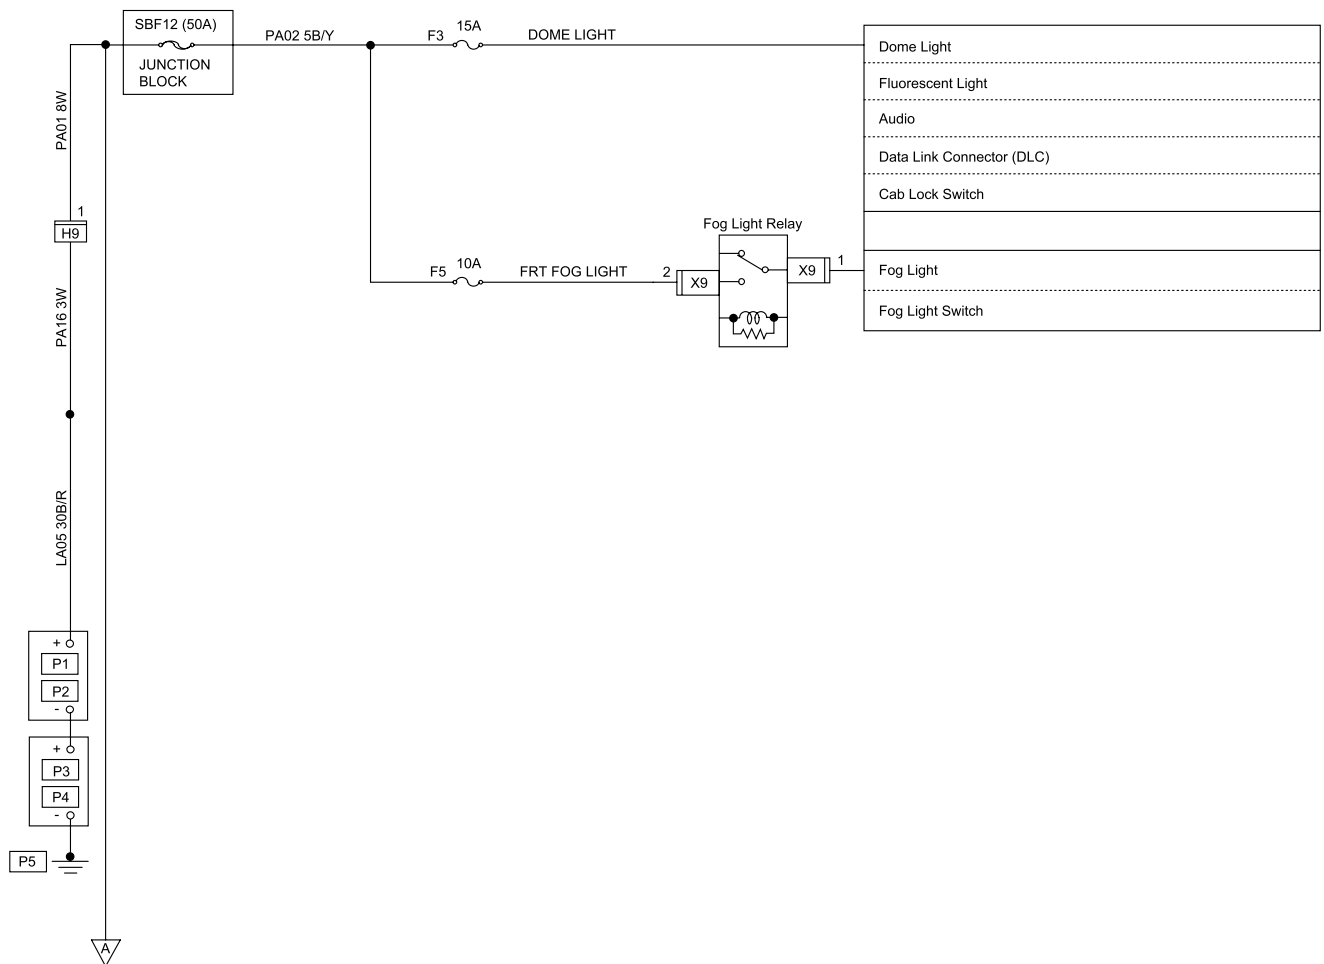 SBF12 (50A)
JUNCTION
BLOCK
PA02 5B/Y
F3
15A
DOME LIGHT
Dome Light
Fluorescent Light
Audio
Data Link Connector (DLC)
Cab Lock Switch
PA01 8W
1
H9
Fog Light Relay
F5
10A
FRT FOG LIGHT
2
X9
X9
1
Fog Light
Fog Light Switch
PA16 3W
LA05 30B/R
+
P1
P2
-
+
P3
P4
-
P5
A